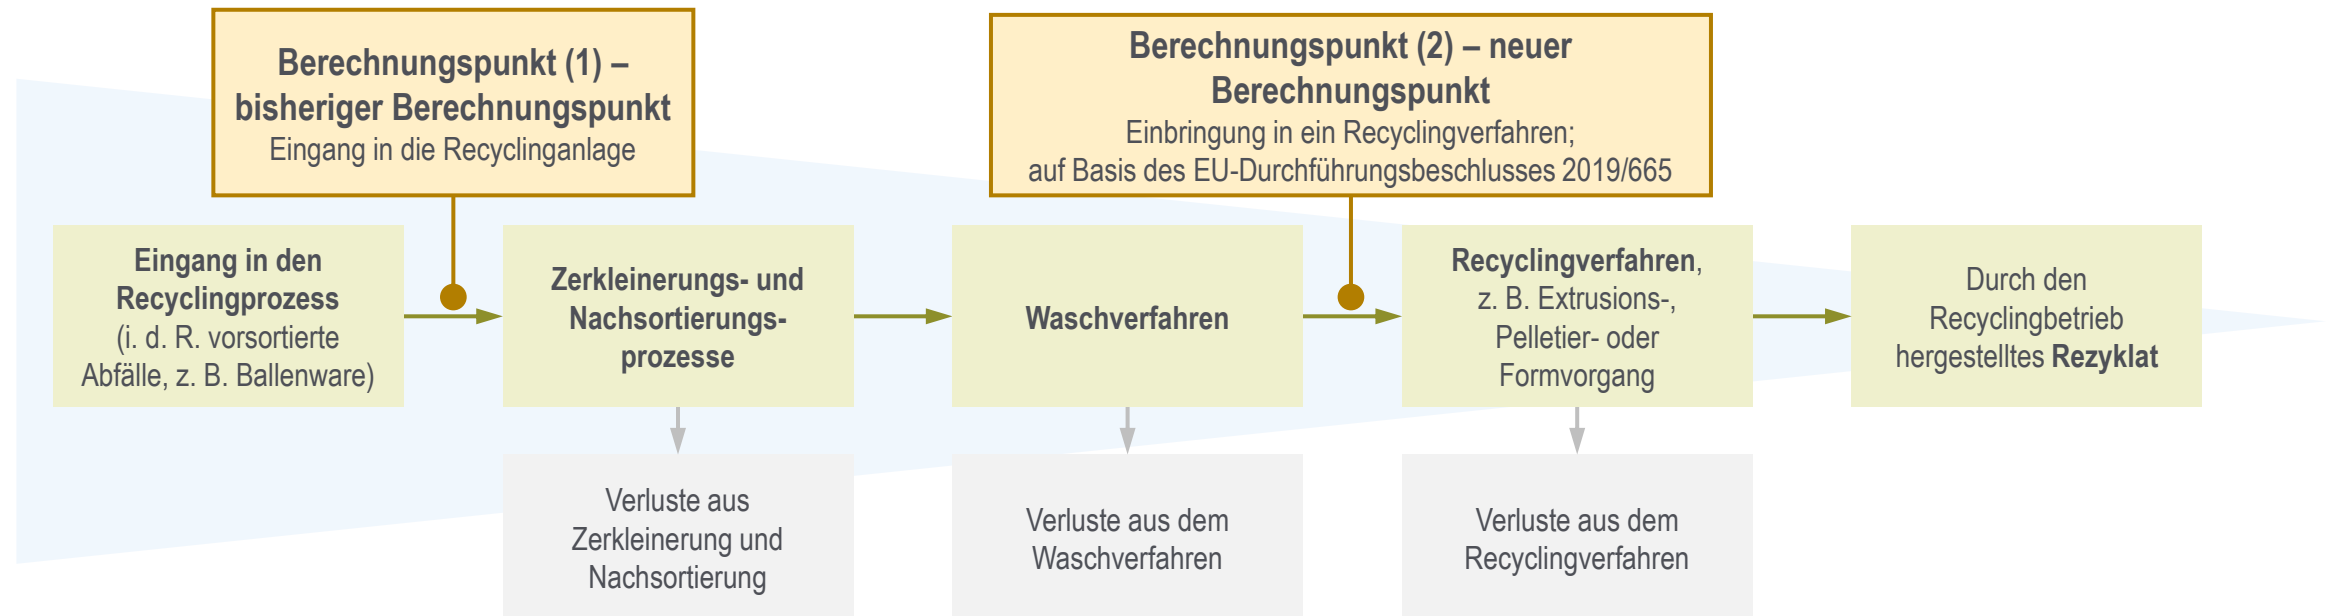 Berechnungspunkt (1) –
bisheriger Berechnungspunkt
Eingang in die Recyclinganlage
Berechnungspunkt (2) – neuer
Berechnungspunkt
Einbringung in ein Recyclingverfahren;
auf Basis des EU-Durchführungsbeschlusses 2019/665
Eingang in den
Recyclingprozess
(i. d. R. vorsortierte
Abfälle, z. B. Ballenware)
Zerkleinerungs- und
Nachsortierungs-
prozesse
Waschverfahren
Recyclingverfahren,
z. B. Extrusions-,
Pelletier- oder
Formvorgang
Durch den
Recyclingbetrieb
hergestelltes Rezyklat
Verluste aus
Zerkleinerung und
Nachsortierung
Verluste aus dem
Waschverfahren
Verluste aus dem
Recyclingverfahren